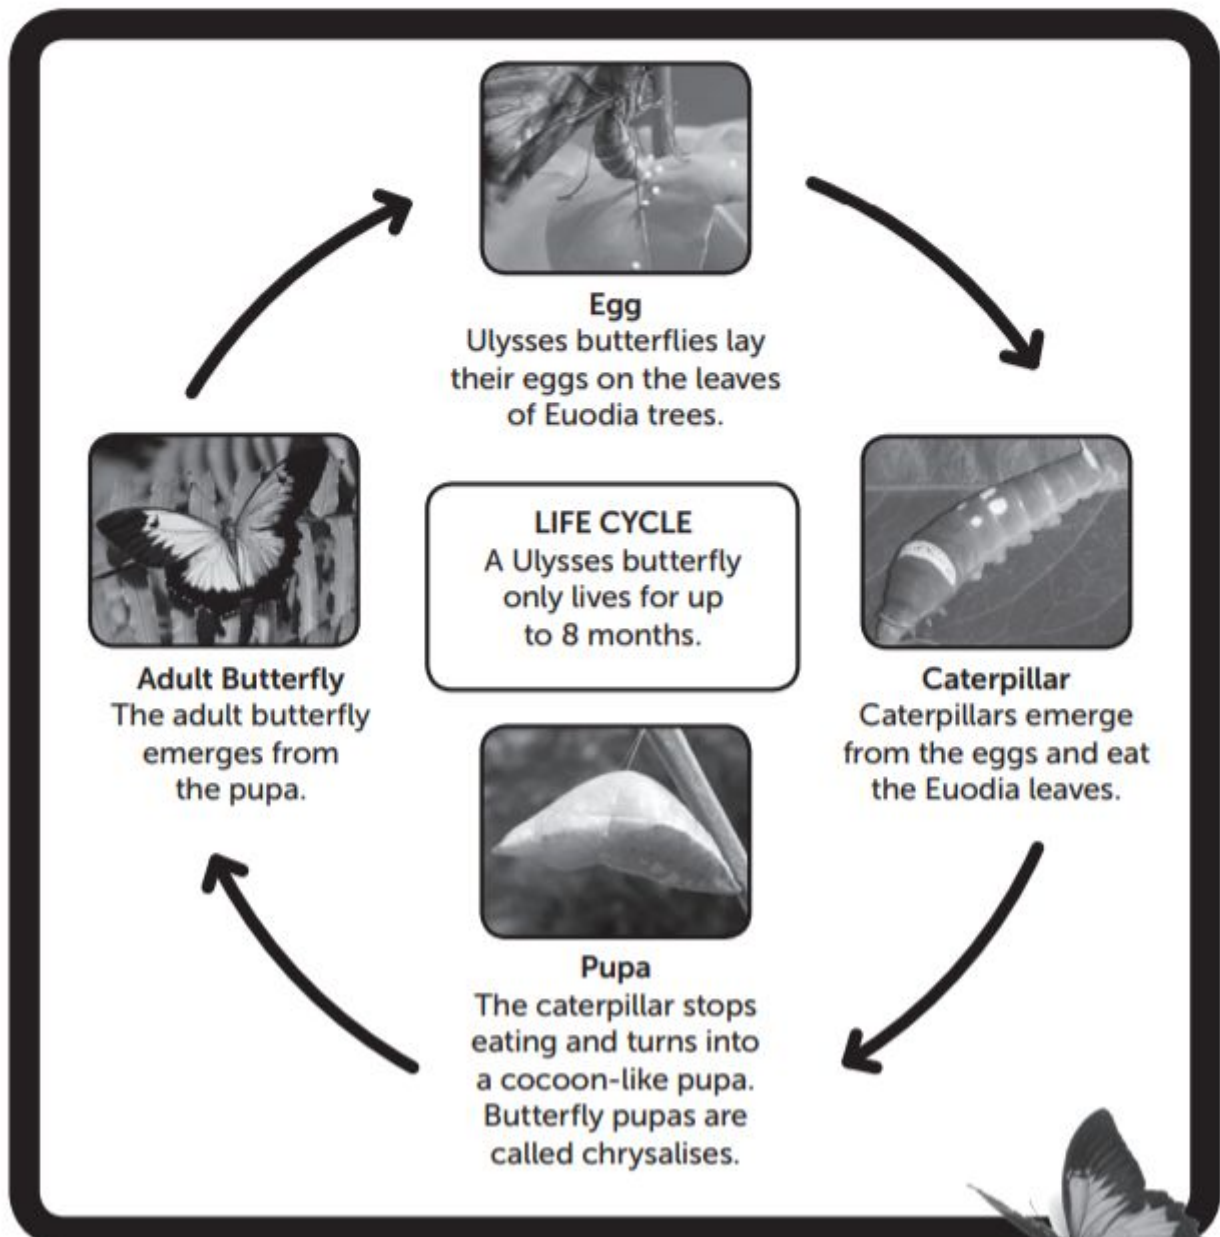 Egg
Ulysses butterflies lay
their eggs on the leaves
of Euodia trees.
LIFE CYCLE
A Ulysses butterfly
only lives for up
to 8 months.
Adult Butterfly
The adult butterfly
emerges from
the pupa.
Caterpillar
Caterpillars emerge
from the eggs and eat
the Euodia leaves.
Pupa
The caterpillar stops
eating and turns into
a cocoon-like pupa.
Butterfly pupas are
called chrysalises.